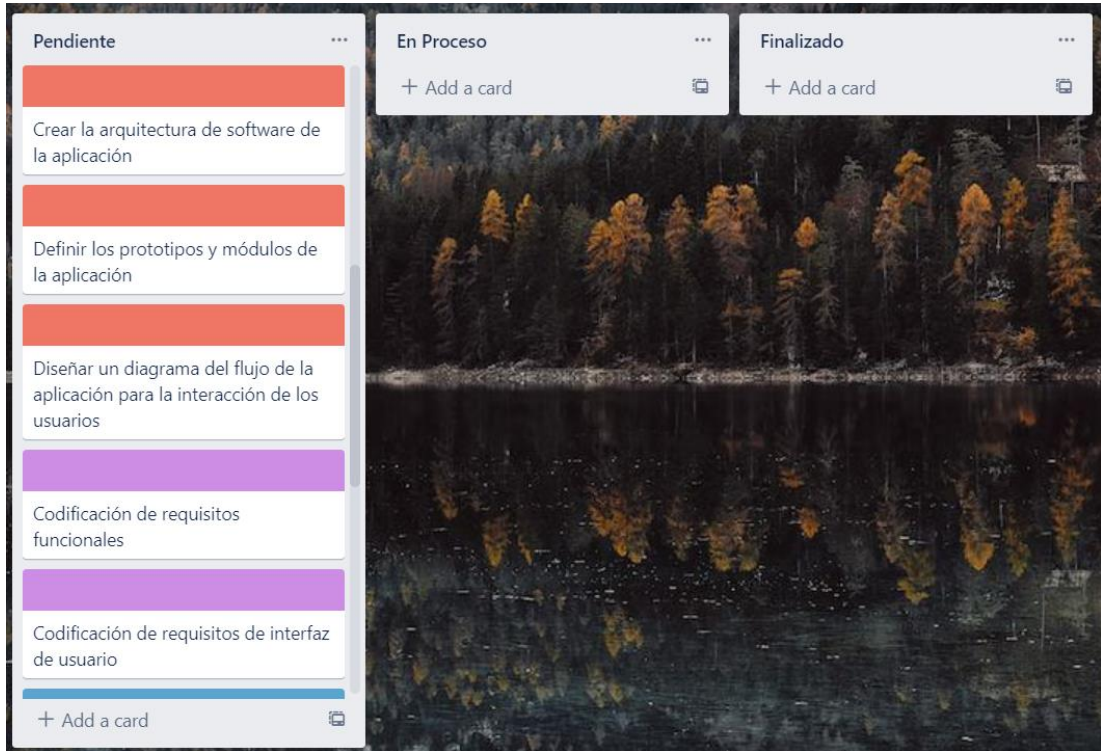 Pendiente
Crear la arquitectura de software de
la aplicación
Definir los prototipos y módulos de
la aplicación
Diseñar un diagrama del flujo de la
aplicación para la interacción de los
usuarios
Codificación de requisitos
funcionales
Codificación de requisitos de interfaz
de usuario
+ Add a card
En Proceso
+ Add a card
Finalizado
+ Add a card